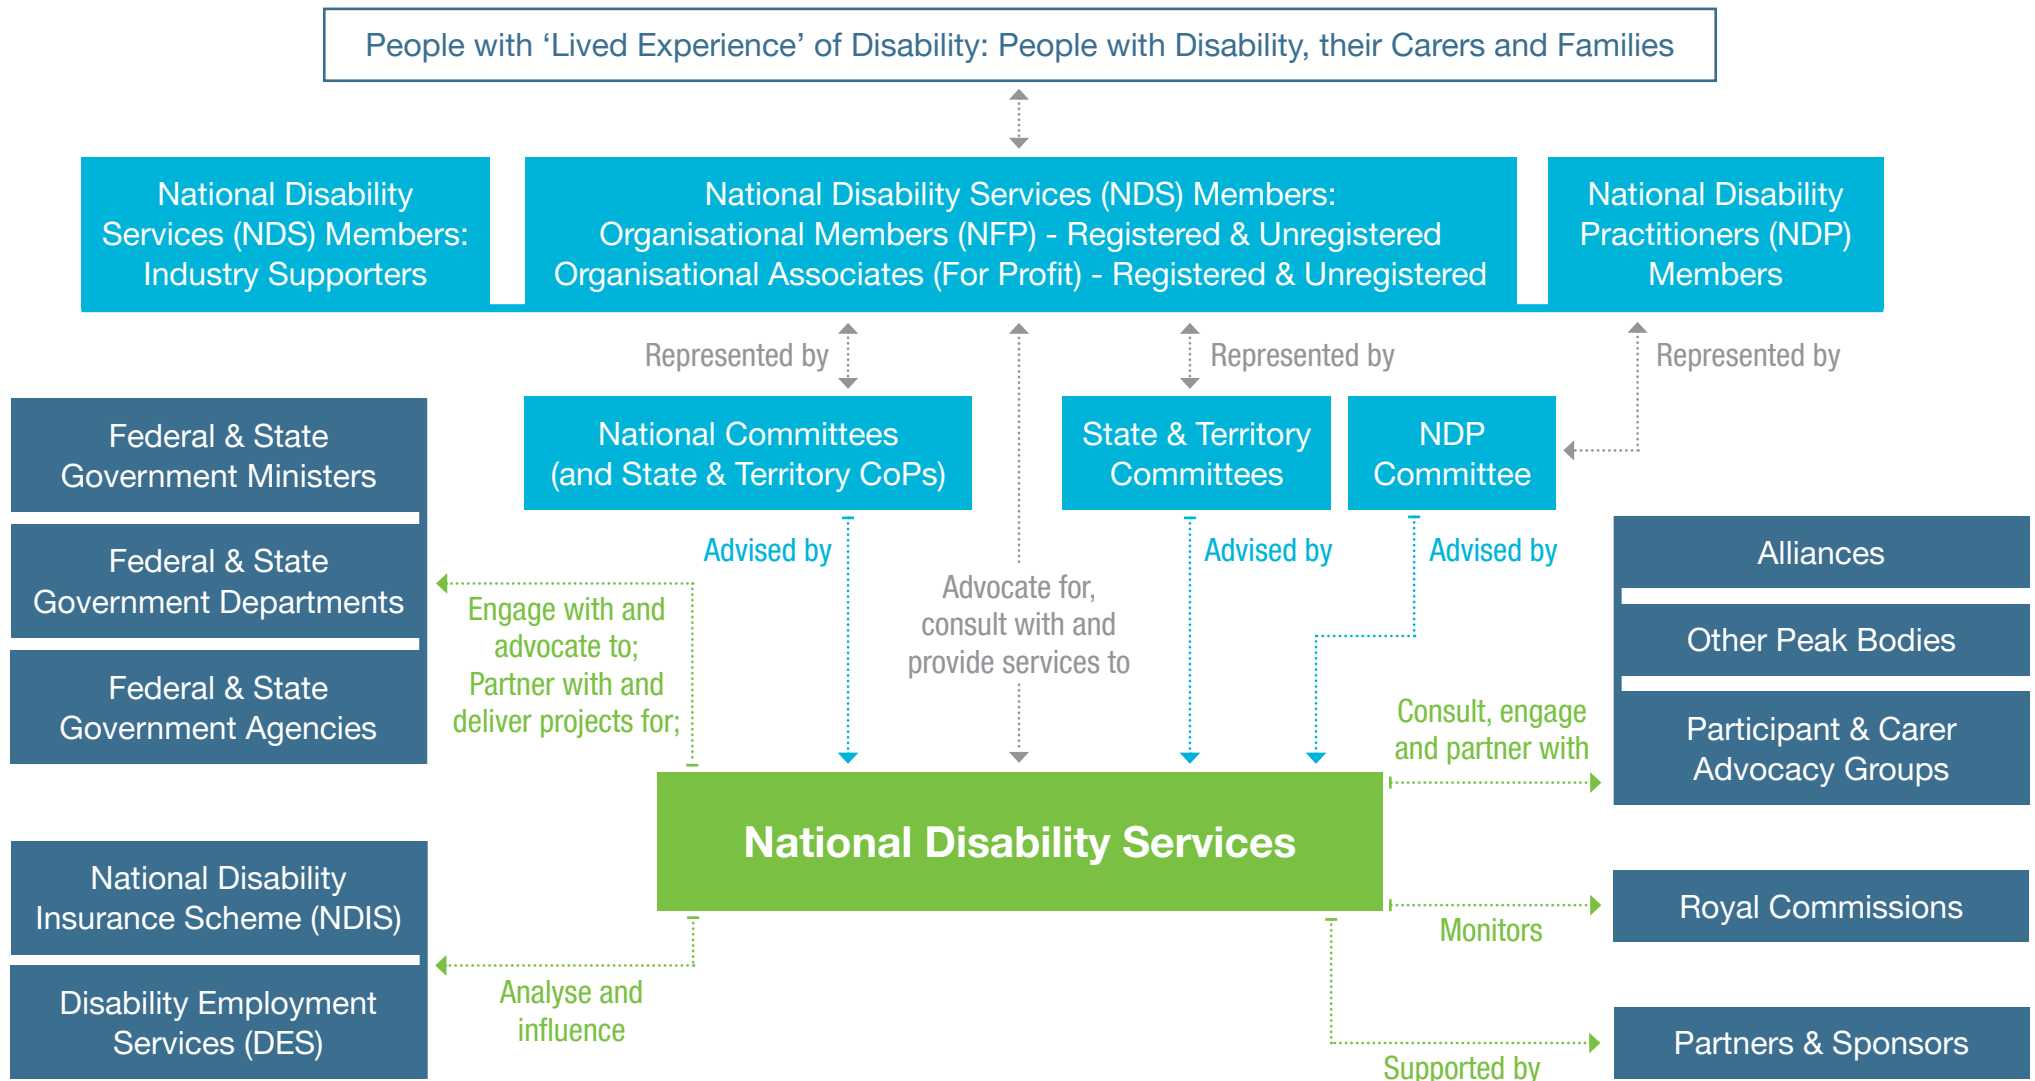 People with ‘Lived Experience’ of Disability: People with Disability, their Carers and Families
National Disability
Services (NDS) Members:
Industry Supporters
National Disability Services (NDS) Members:
Organisational Members (NFP) - Registered & Unregistered
Organisational Associates (For Profit) - Registered & Unregistered
National Disability
Practitioners (NDP)
Members
Represented by
Represented by
Represented by
Federal & State
Government Ministers
Federal & State
Government Departments
Federal & State
Government Agencies
National Committees
(and State & Territory CoPs)
State & Territory
Committees
NDP
Committee
Advised by
Advised by
Advised by
Engage with and
advocate to;
Partner with and
deliver projects for;
Advocate for,
consult with and
provide services to
Alliances
Other Peak Bodies
Participant & Carer
Advocacy Groups
Consult, engage
and partner with
National Disability Services
National Disability
Insurance Scheme (NDIS)
Disability Employment
Services (DES)
Analyse and
influence
Monitors
Royal Commissions
Supported by
Partners & Sponsors